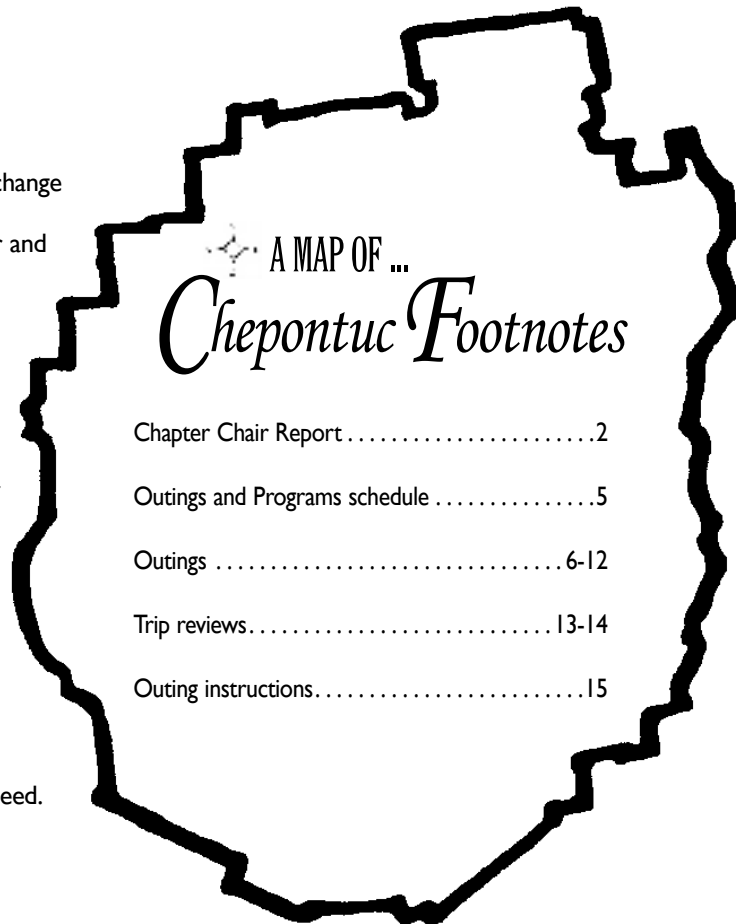 change
r and
A MAP OF ...
Chepontuc Footnotes
Chapter Chair Report.......................2
Outings and Programs schedule...............5
Outings.................................6-12
Trip reviews.............................13-14
Outing instructions.........................15
eed.